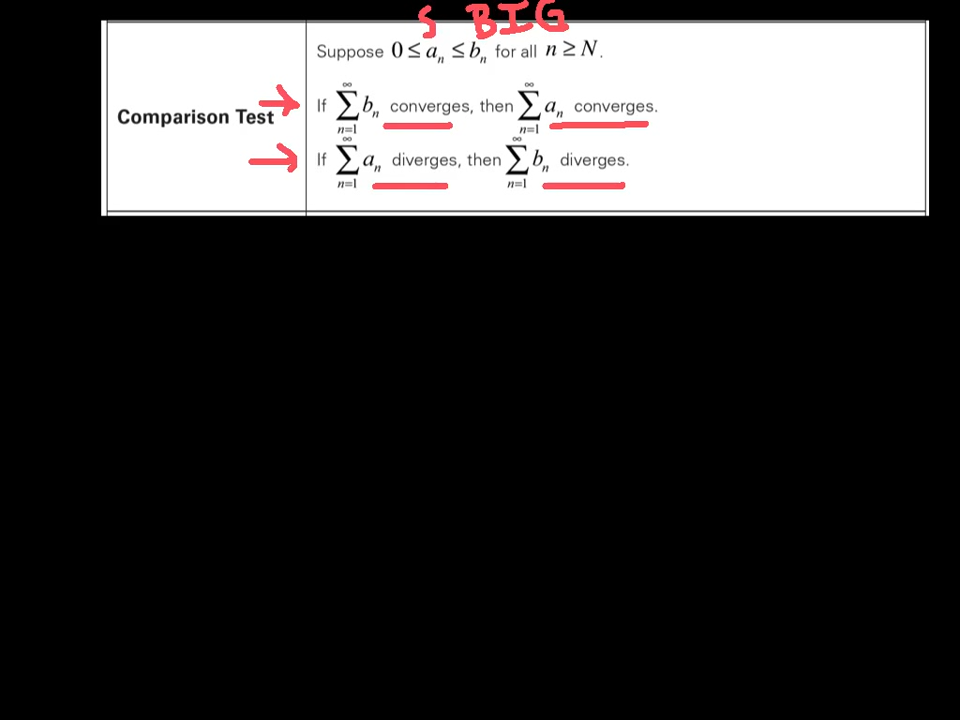 S BIG
Suppose 0 ≤ aₙ ≤ bₙ for all n ≥ N.
Comparison Test
If ∑_{n=1}^{∞} bₙ converges, then ∑_{n=1}^{∞} aₙ converges.
If ∑_{n=1}^{∞} aₙ diverges, then ∑_{n=1}^{∞} bₙ diverges.